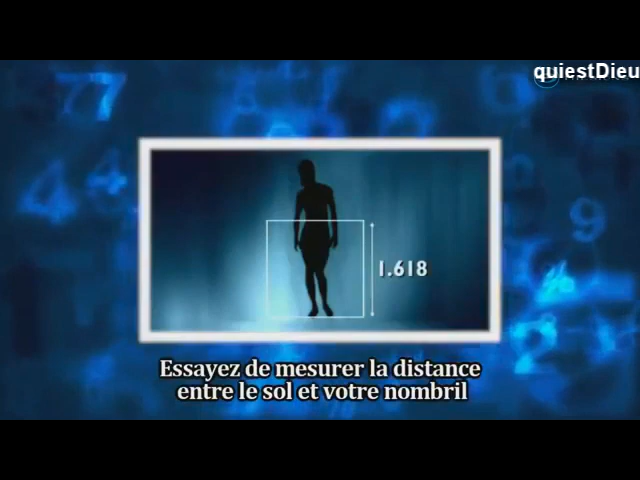 quiestDieu
1.618
Essayez de mesurer la distance
entre le sol et votre nombril